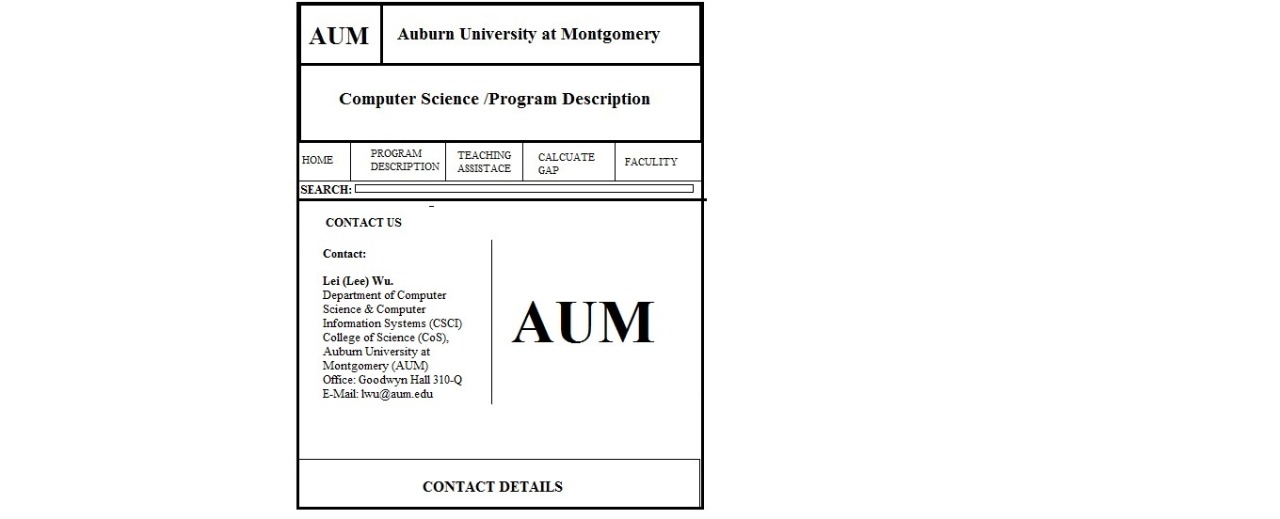 AUM
Auburn University at Montgomery
Computer Science /Program Description
HOME
PROGRAM
DESCRIPTION
TEACHING
ASSISTACE
CALCUATE
GAP
FACULITY
SEARCH:
CONTACT US
Contact:
Lei (Lee) Wu.
Department of Computer
Science & Computer
Information Systems (CSCI)
College of Science (CoS),
Auburn University at
Montgomery (AUM)
Office: Goodwyn Hall 310-Q
E-Mail: lwu@aum.edu
AUM
CONTACT DETAILS